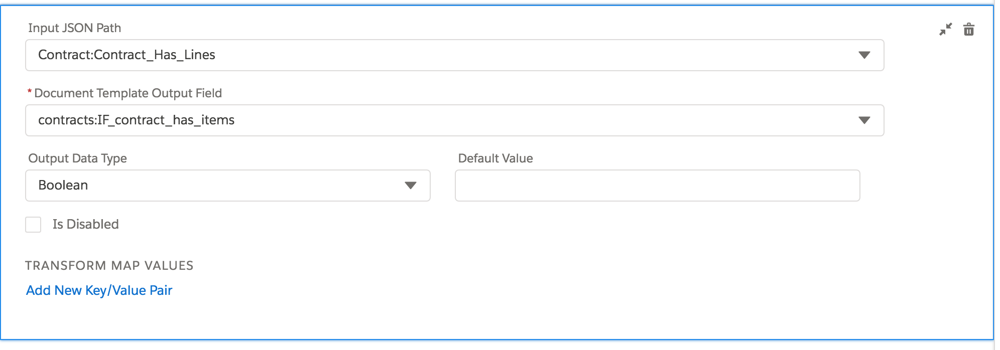 Input JSON Path
Contract:Contract_Has_Lines
* Document Template Output Field
contracts:IF_contract_has_items
Output Data Type
Default Value
Boolean
Is Disabled
TRANSFORM MAP VALUES
Add New Key/Value Pair